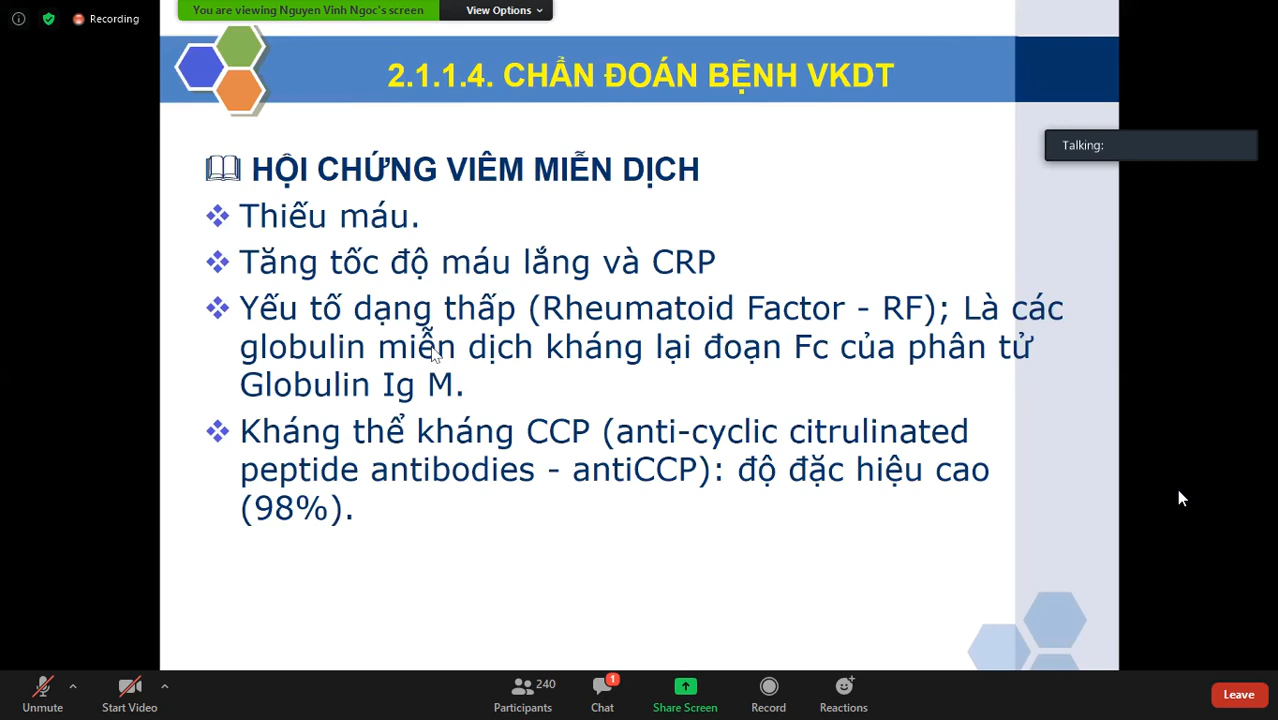 Recording
You are viewing Nguyen Vinh Ngoc's screen
View Options
2.1.1.4. CHẨN ĐOÁN BỆNH VKDT
Talking:
HỘI CHỨNG VIÊM MIỄN DỊCH
Thiếu máu.
Tăng tốc độ máu lắng và CRP
Yếu tố dạng thấp (Rheumatoid Factor - RF); Là các
globulin miễn dịch kháng lại đoạn Fc của phân tử
Globulin Ig M.
Kháng thể kháng CCP (anti-cyclic citrulinated
peptide antibodies - antiCCP): độ đặc hiệu cao
(98%).
Unmute
Start Video
240
Participants
1
Chat
Share Screen
Record
Reactions
Leave